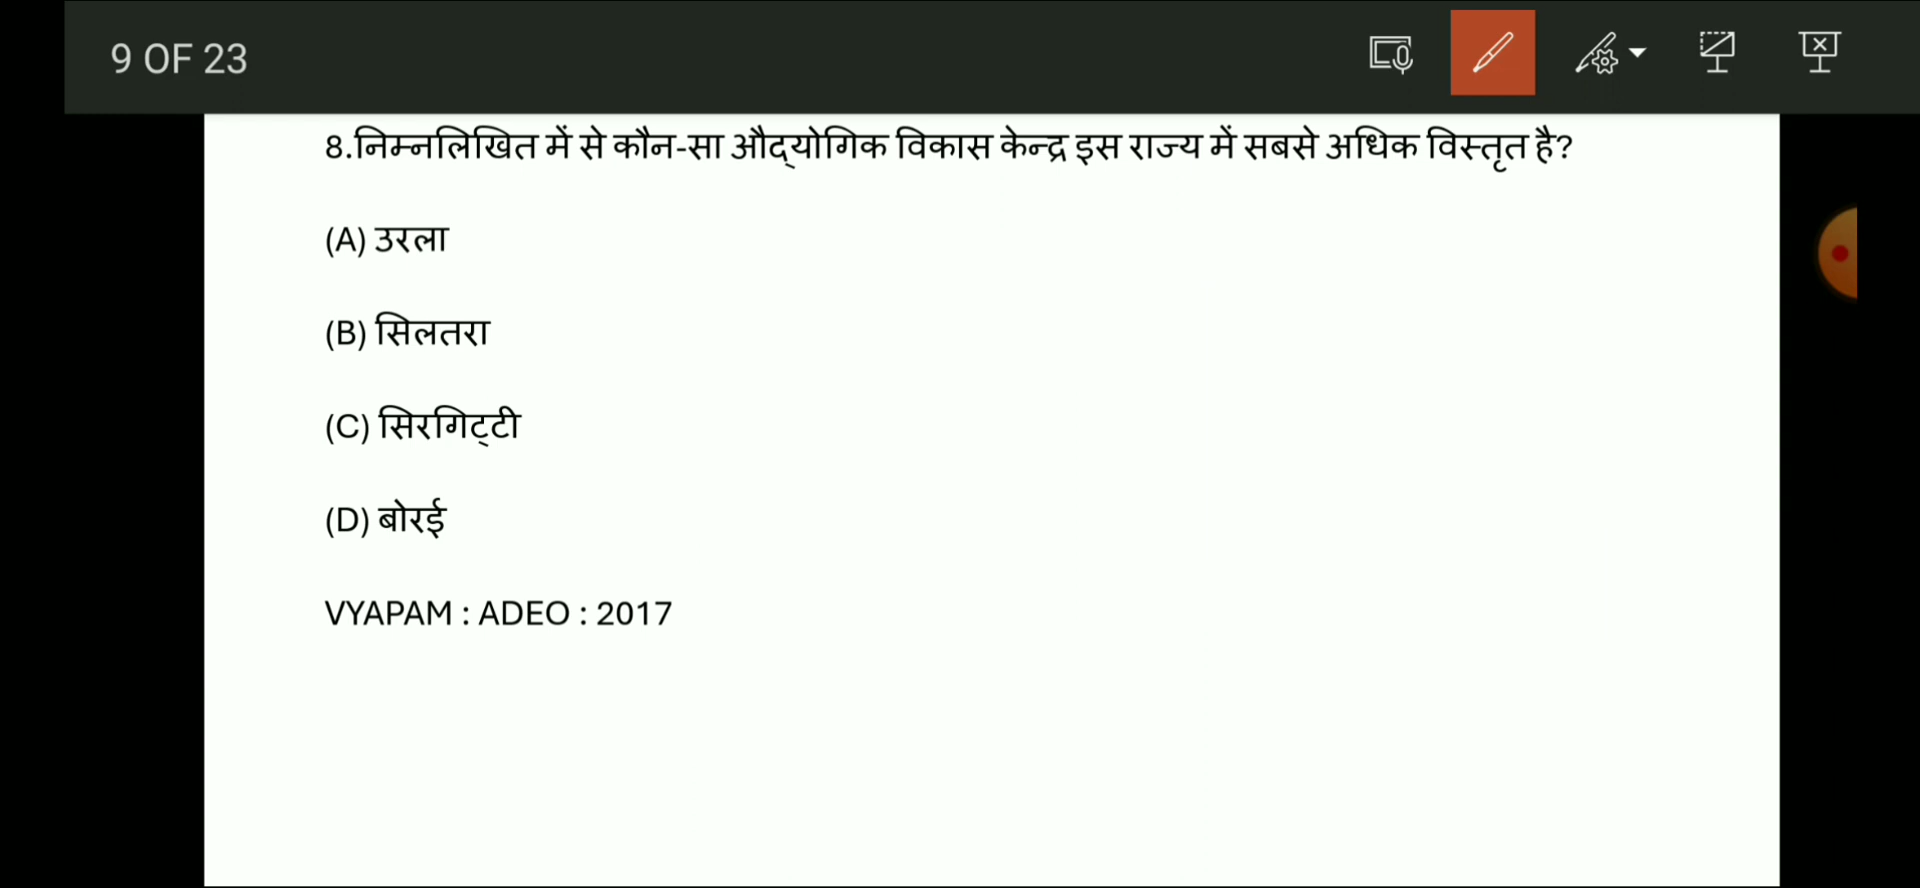 9 OF 23
8.निम्नलिखित में से कौन-सा औद्योगिक विकास केन्द्र इस राज्य में सबसे अधिक विस्तृत है?
(A) उरला
(B) सिलतरा
(C) सिरगिट्टी
(D) बोरई
VYAPAM : ADEO : 2017